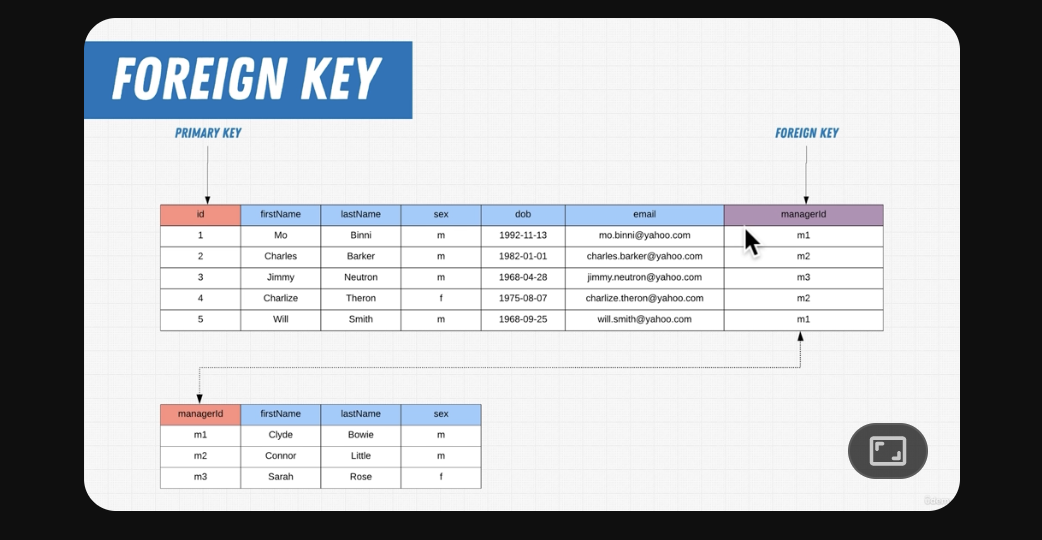 FOREIGN KEY
PRIMARY KEY
FOREIGN KEY
id firstName lastName sex dob email managerId
1 Mo Binni m 1992-11-13 mo.binni@yahoo.com m1
2 Charles Barker m 1982-01-01 charles.barker@yahoo.com m2
3 Jimmy Neutron m 1968-04-28 jimmy.neutron@yahoo.com m3
4 Charlize Theron f 1975-08-07 charlize.theron@yahoo.com m2
5 Will Smith m 1968-09-25 will.smith@yahoo.com m1
managerId firstName lastName sex
m1 Clyde Bowie m
m2 Connor Little m
m3 Sarah Rose f